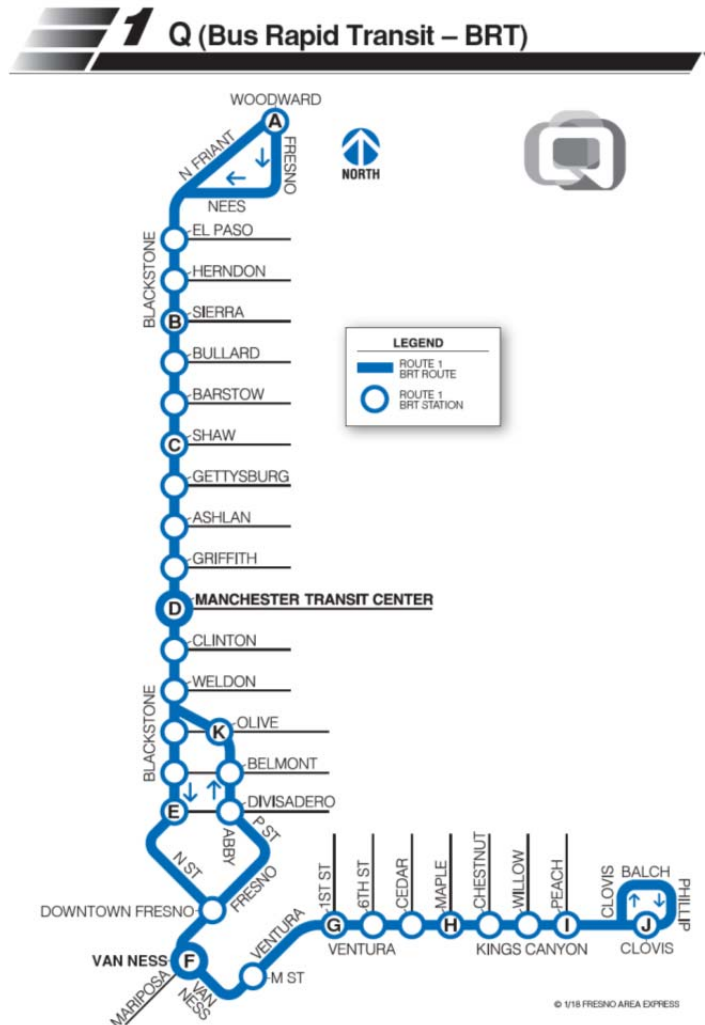 1 Q (Bus Rapid Transit – BRT)
WOODWARD
A
N FRIANT
FRESNO
NORTH
NEES
EL PASO
BLACKSTONE
HERNDON
B
SIERRA
LEGEND
ROUTE 1
BRT ROUTE
ROUTE 1
BRT STATION
BULLARD
BARSTOW
C
SHAW
GETTYSBURG
ASHLAN
GRIFFITH
D
MANCHESTER TRANSIT CENTER
CLINTON
WELDON
BLACKSTONE
K
OLIVE
BELMONT
E
DIVISADERO
ABBY
P ST
N ST
FRESNO
DOWNTOWN FRESNO
VAN NESS
F
MARIPOSA
VAN
NESS
M ST
VENTURA
1ST ST
6TH ST
CEDAR
MAPLE
CHESTNUT
WILLOW
PEACH
G
H
I
VENTURA
KINGS CANYON
CLOVIS
BALCH
PHILLIP
J
CLOVIS
© 1/18 FRESNO AREA EXPRESS